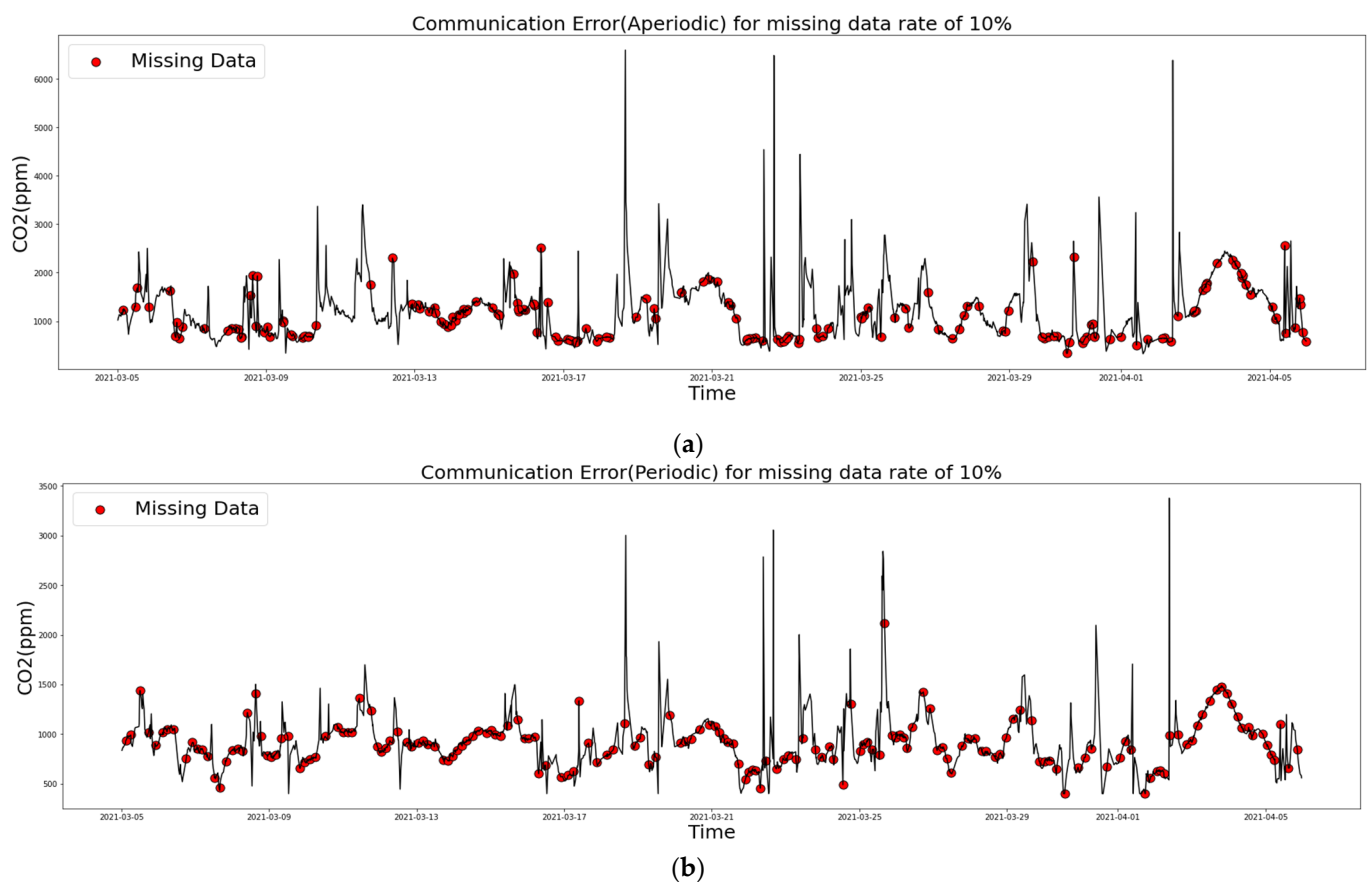 Communication Error(Aperiodic) for missing data rate of 10%
Missing Data
CO2(ppm)
6000
5000
4000
3000
2000
1000
2021-03-05 2021-03-09 2021-03-13 2021-03-17 2021-03-21 2021-03-25 2021-03-29 2021-04-01 2021-04-05
Time
(a)
Communication Error(Periodic) for missing data rate of 10%
Missing Data
CO2(ppm)
3500
3000
2500
2000
1500
1000
500
2021-03-05 2021-03-09 2021-03-13 2021-03-17 2021-03-21 2021-03-25 2021-03-29 2021-04-01 2021-04-05
Time
(b)